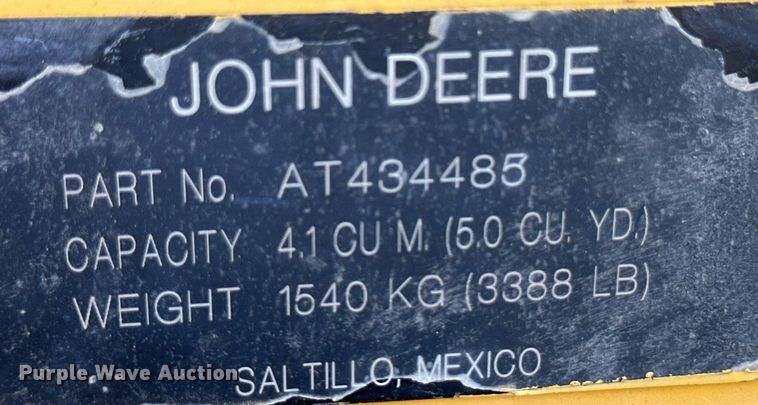 JOHN DEERE
PART No. AT434485
CAPACITY 4.1 CU M. (5.0 CU. YD.)
WEIGHT 1540 KG (3388 LB)
SALTILLO, MEXICO
Purple Wave Auction